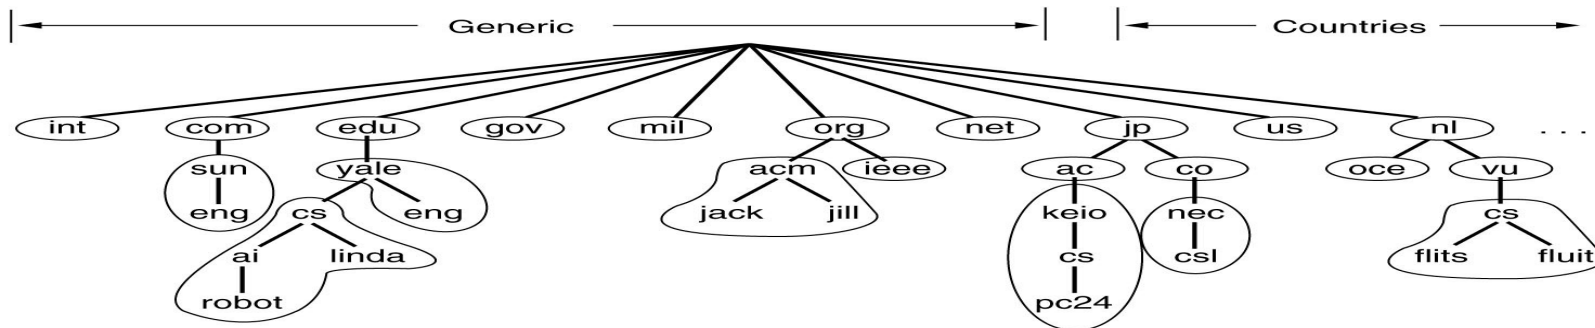 Generic Countries
int com edu gov mil org net jp us nl . . .
sun yale acm ieee ac co oce vu
eng cs eng jack jill keio nec cs
ai linda cs csl flits fluit
robot pc24